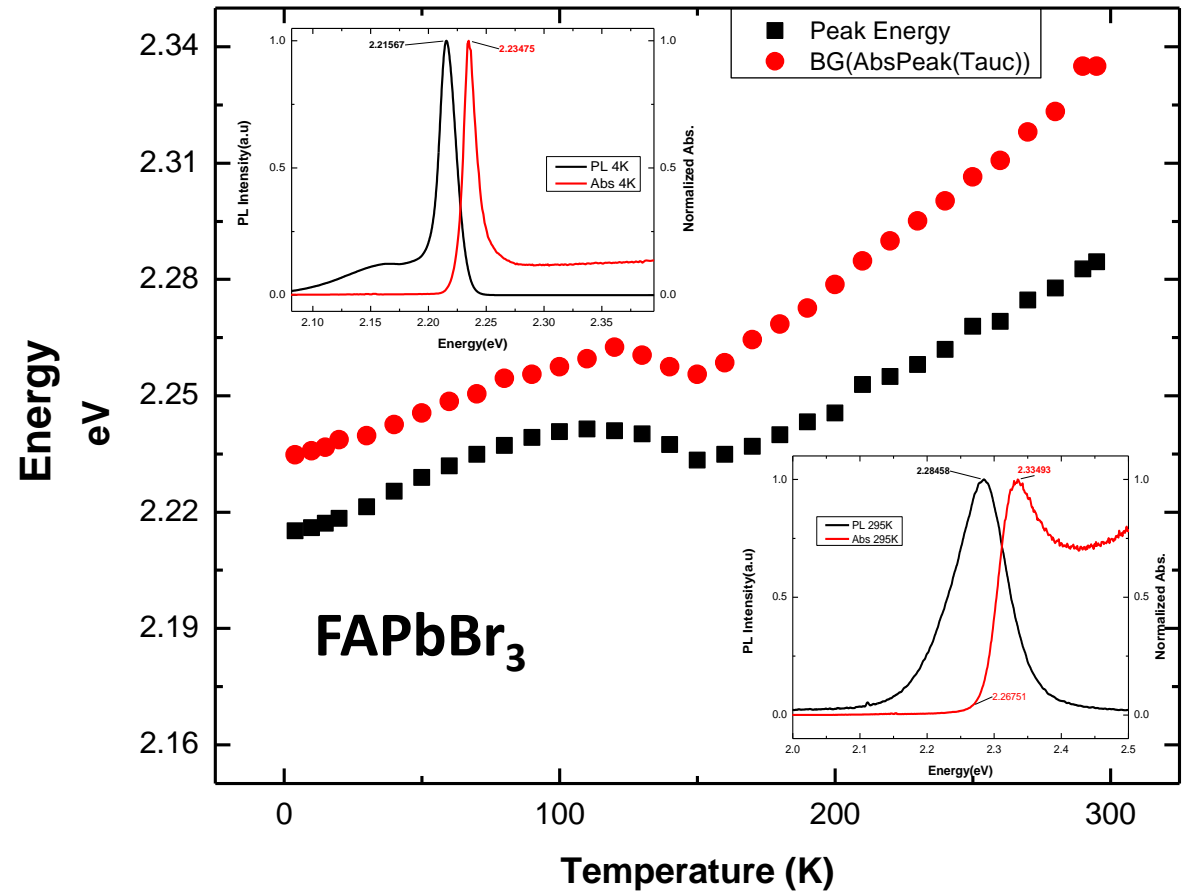 Peak Energy
BG(AbsPeak(Tauc))
2.34
2.31
2.28
2.25
2.22
2.19
2.16
Energy
eV
0
100
200
300
Temperature (K)
FAPbBr₃
2.21567
2.23475
1.0
0.5
0.0
1.0
0.5
0.0
PL Intensity(a.u)
Normalized Abs.
PL 4K
Abs 4K
2.10
2.15
2.20
2.25
2.30
2.35
Energy(eV)
2.28458
2.33493
1.0
0.5
0.0
1.0
0.5
0.0
PL Intensity(a.u)
Normalized Abs.
PL 295K
Abs 295K
2.26751
2.0
2.1
2.2
2.3
2.4
2.5
Energy(eV)